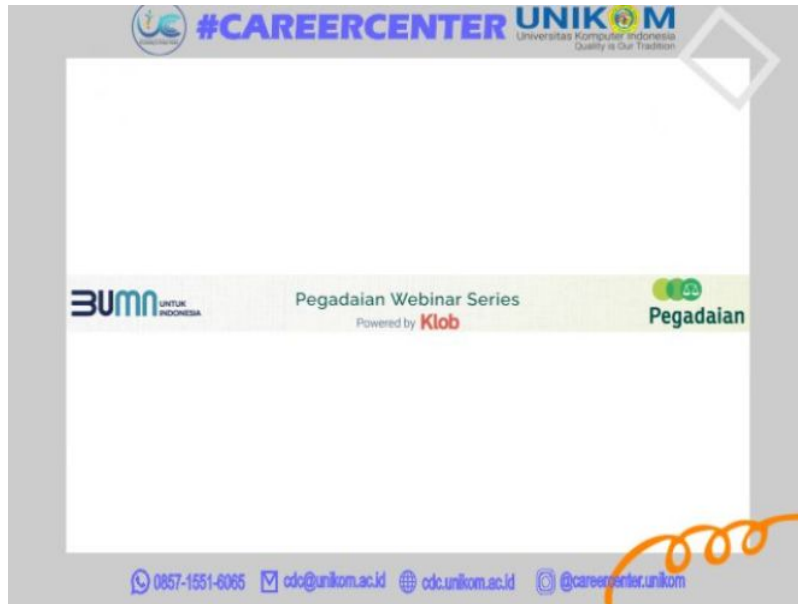 #CAREERCENTER
UNIKOM
Universitas Komputer Indonesia
Quality is Our Tradition
BUMN UNTUK
INDONESIA
Pegadaian Webinar Series
Powered by Klob
Pegadaian
0857-1551-6065 cdc@unikom.ac.id cdc.unikom.ac.id @careercenter.unikom